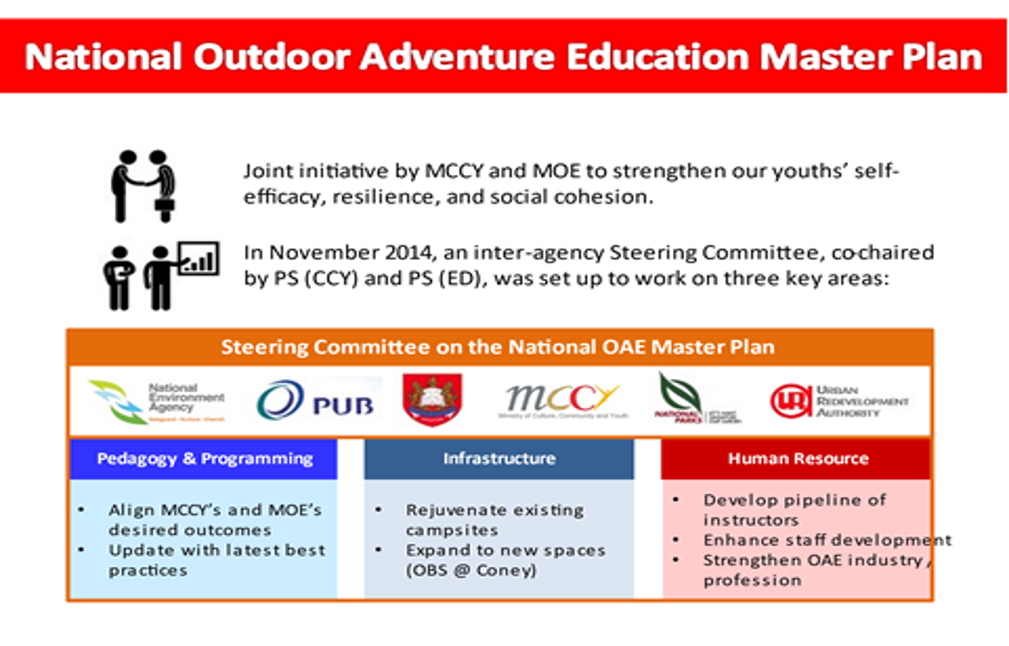 National Outdoor Adventure Education Master Plan
Joint initiative by MCCY and MOE to strengthen our youths' self-
efficacy, resilience, and social cohesion.
In November 2014, an inter-agency Steering Committee, co-chaired
by PS (CCY) and PS (ED), was set up to work on three key areas:
Steering Committee on the National OAE Master Plan
National
Environment
Agency
Safeguard · Nurture · Cherish
PUB
mccy
Ministry of Culture, Community and Youth
NATIONAL
PARKS
URBAN
REDEVELOPMENT
AUTHORITY
Pedagogy & Programming
• Align MCCY's and MOE's
desired outcomes
• Update with latest best
practices
Infrastructure
• Rejuvenate existing
campsites
• Expand to new spaces
(OBS @ Coney)
Human Resource
• Develop pipeline of
instructors
• Enhance staff development
• Strengthen OAE industry /
profession